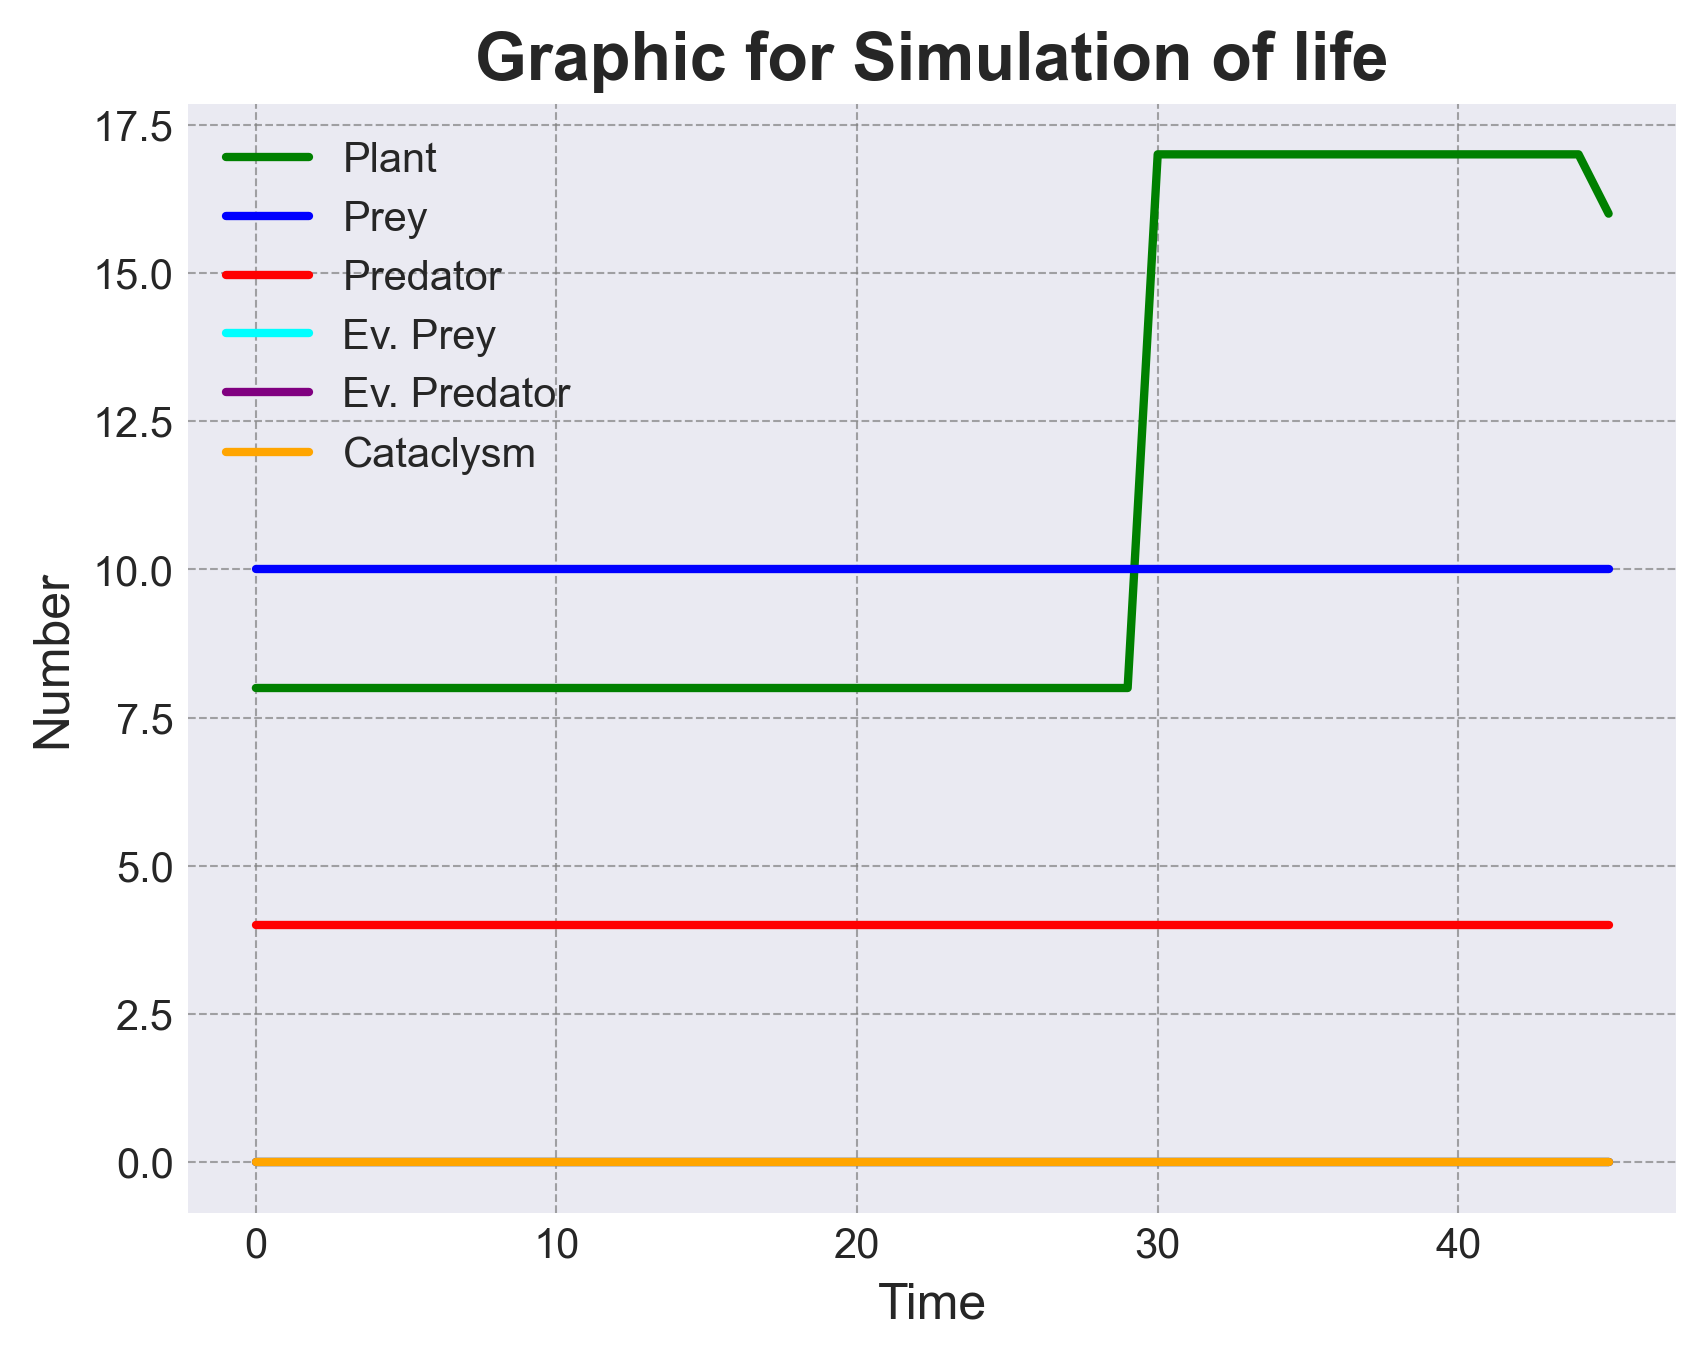 Graphic for Simulation of life
17.5
15.0
12.5
10.0
7.5
5.0
2.5
0.0
Number
Plant
Prey
Predator
Ev. Prey
Ev. Predator
Cataclysm
0 10 20 30 40
Time